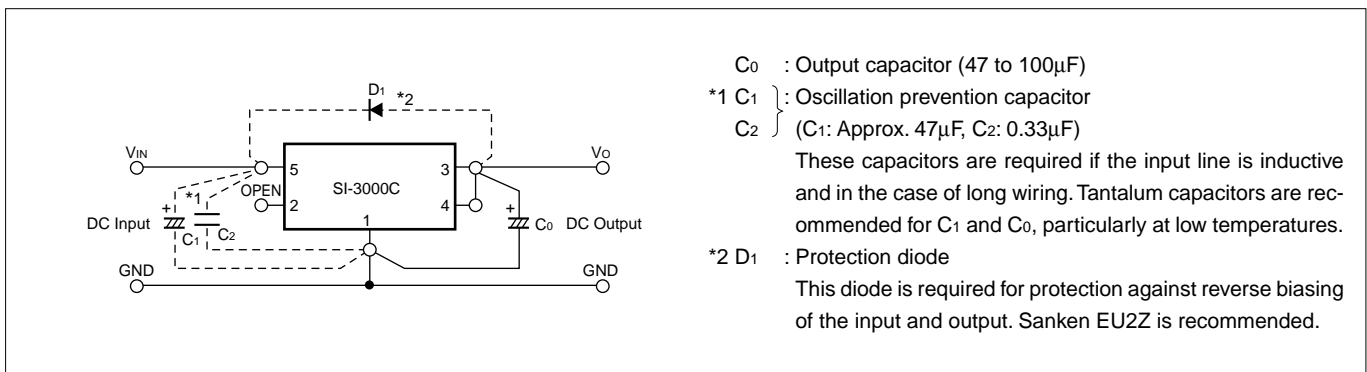 D1
*2
VIN
5
3
VO
SI-3000C
*1
OPEN
2
4
1
DC Input
+
C1
C2
+
C0
DC Output
GND
GND
C0 : Output capacitor (47 to 100µF)
*1 C1 : Oscillation prevention capacitor
C2 (C1: Approx. 47µF, C2: 0.33µF)
These capacitors are required if the input line is inductive
and in the case of long wiring. Tantalum capacitors are rec-
ommended for C1 and C0, particularly at low temperatures.
*2 D1 : Protection diode
This diode is required for protection against reverse biasing
of the input and output. Sanken EU2Z is recommended.